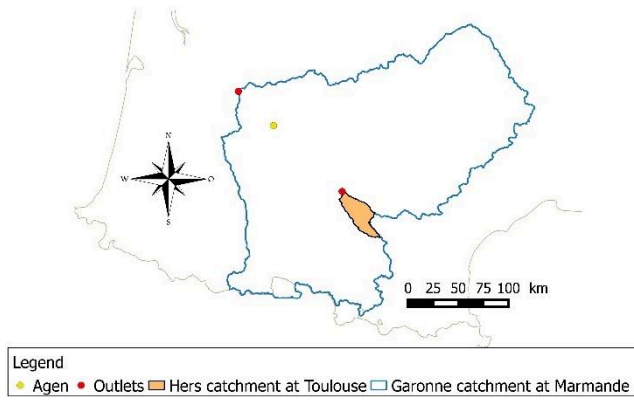 N
W O
S
0 25 50 75 100 km
Legend
Agen Outlets Hers catchment at Toulouse Garonne catchment at Marmande